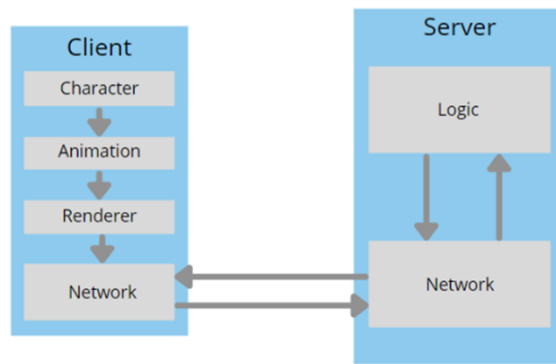 Client
Character
Animation
Renderer
Network
Server
Logic
Network